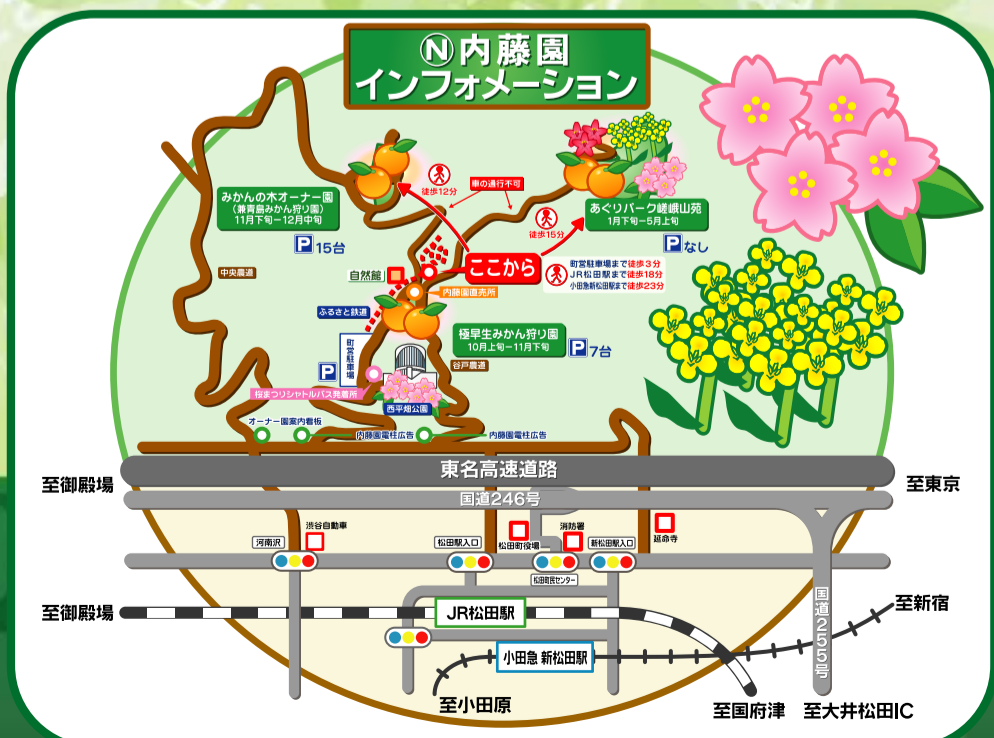 Ⓝ内藤園
インフォメーション
徒歩12分
車の通行不可
みかんの木オーナー園
(兼青島みかん狩り園)
11月下旬−12月中旬
P15台
あぐりパーク嵯峨山苑
1月下旬−5月上旬
Pなし
徒歩15分
ここから
町営駐車場まで徒歩3分
JR松田駅まで徒歩18分
小田急新松田駅まで徒歩23分
中央農道
自然館
内藤園直売所
ふるさと鉄道
極早生みかん狩り園
10月上旬−11月下旬
P7台
町営駐車場
P
谷戸農道
桜まつりシャトルバス発着所
西平畑公園
オーナー園案内看板
内藤園電柱広告
内藤園電柱広告
東名高速道路
至御殿場
至東京
国道246号
渋谷自動車
河南沢
松田駅入口
松田町役場
消防署
新松田駅入口
延命寺
松田町民センター
至御殿場
JR松田駅
国道255号
至新宿
小田急 新松田駅
至小田原
至国府津
至大井松田IC